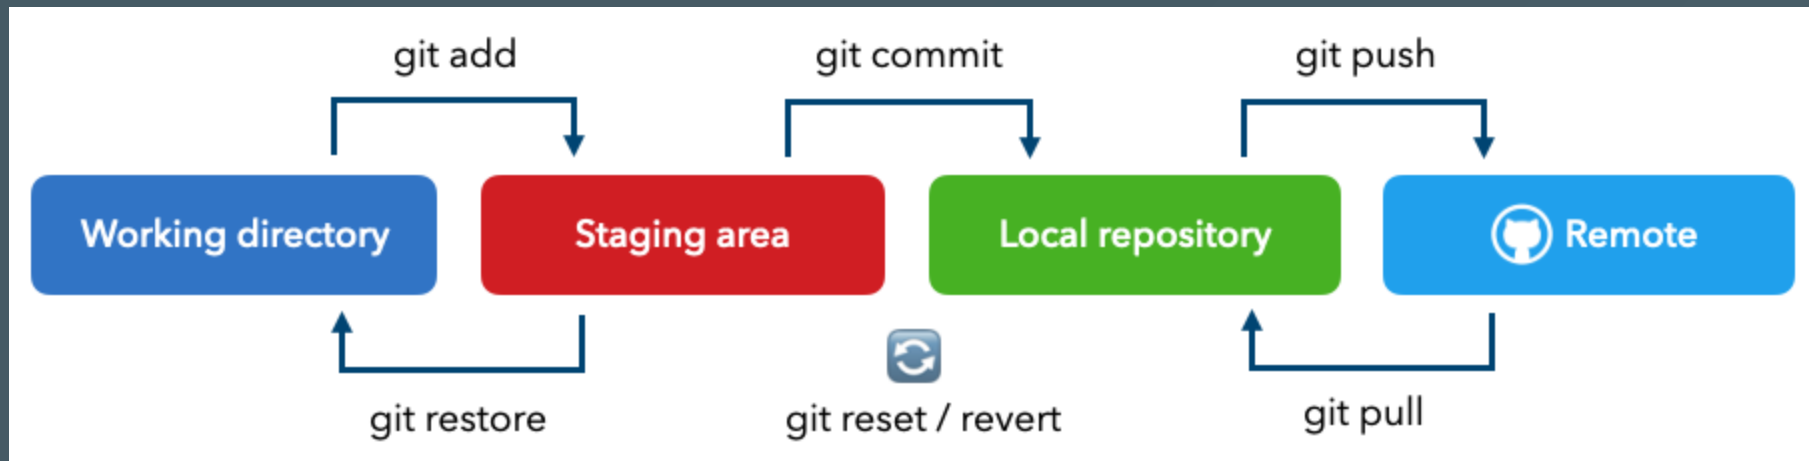 git add
git commit
git push
Working directory
Staging area
Local repository
Remote
git restore
git reset / revert
git pull